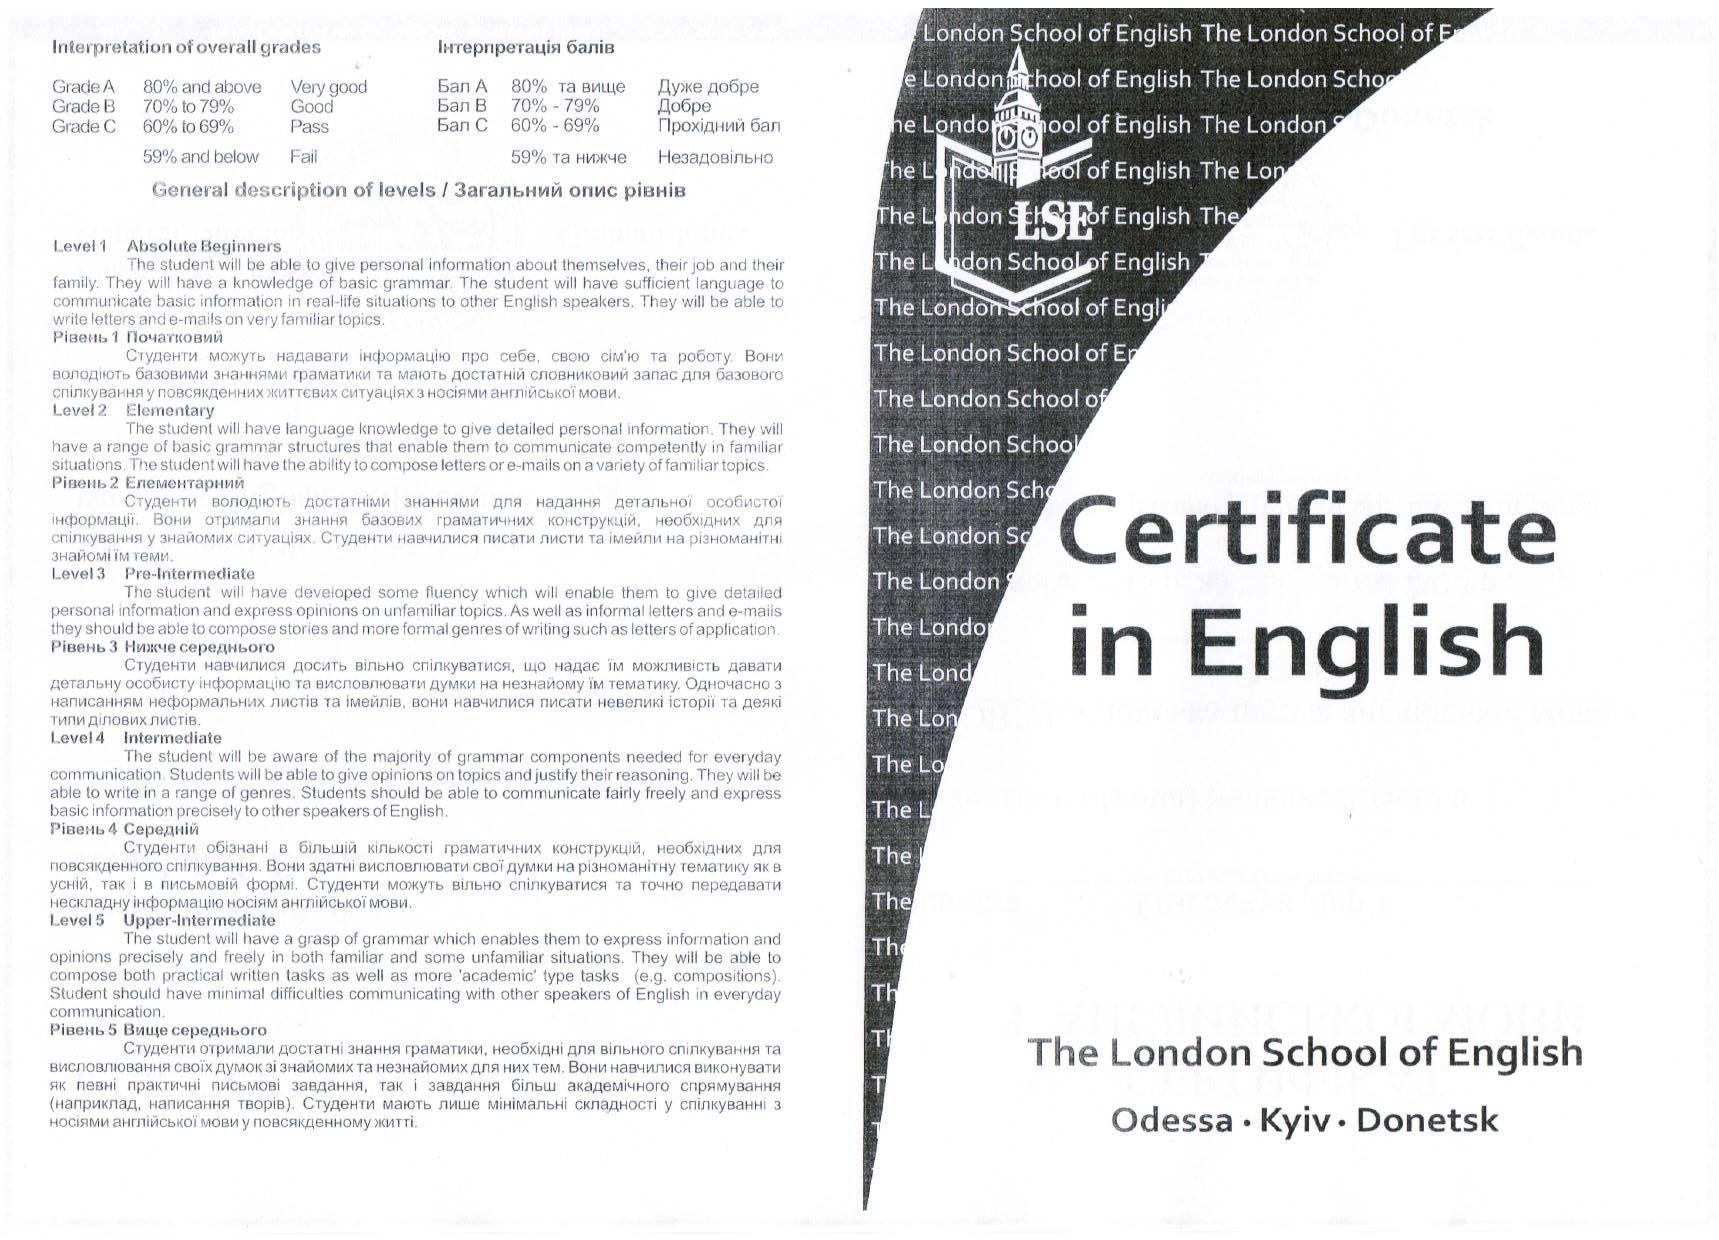 Interpretation of overall grades
Grade A 80% and above Very good
Grade B 70% to 79% Good
Grade C 60% to 69% Pass
59% and below Fail
Інтерпретація балів
Бал А 80% та вище Дуже добре
Бал В 70% - 79% Добре
Бал С 60% - 69% Прохідний бал
59% та нижче Незадовільно
General description of levels / Загальний опис рівнів
Level 1 Absolute Beginners
The student will be able to give personal information about themselves, their job and their
family. They will have a knowledge of basic grammar. The student will have sufficient language to
communicate basic information in real-life situations to other English speakers. They will be able to
write letters and e-mails on very familiar topics.
Рівень 1 Початковий
Студенти можуть надавати інформацію про себе, свою сім'ю та роботу. Вони
володіють базовими знаннями граматики та мають достатній словниковий запас для базового
спілкування у повсякденних життєвих ситуаціях з носіями англійської мови.
Level 2 Elementary
The student will have language knowledge to give detailed personal information. They will
have a range of basic grammar structures that enable them to communicate competently in familiar
situations. The student will have the ability to compose letters or e-mails on a variety of familiar topics.
Рівень 2 Елементарний
Студенти володіють достатніми знаннями для надання детальної особистої
інформації. Вони отримали знання базових граматичних конструкцій, необхідних для
спілкування у знайомих ситуаціях. Студенти навчилися писати листи та імейли на різноманітні
знайомі їм теми.
Level 3 Pre-Intermediate
The student will have developed some fluency which will enable them to give detailed
personal information and express opinions on unfamiliar topics. As well as informal letters and e-mails
they should be able to compose stories and more formal genres of writing such as letters of application.
Рівень 3 Нижче середнього
Студенти навчилися досить вільно спілкуватися, що надає їм можливість давати
детальну особисту інформацію та висловлювати думки на незнайому їм тематику. Одночасно з
написанням неформальних листів та імейлів, вони навчилися писати невеликі історії та деякі
типи ділових листів.
Level 4 Intermediate
The student will be aware of the majority of grammar components needed for everyday
communication. Students will be able to give opinions on topics and justify their reasoning. They will be
able to write in a range of genres. Students should be able to communicate fairly freely and express
basic information precisely to other speakers of English.
Рівень 4 Середній
Студенти обізнані в більшій кількості граматичних конструкцій, необхідних для
повсякденного спілкування. Вони здатні висловлювати свої думки на різноманітну тематику як в
усній, так і в письмовій формі. Студенти можуть вільно спілкуватися та точно передавати
нескладну інформацію носіям англійської мови.
Level 5 Upper-Intermediate
The student will have a grasp of grammar which enables them to express information and
opinions precisely and freely in both familiar and some unfamiliar situations. They will be able to
compose both practical written tasks as well as more 'academic' type tasks (e.g. compositions).
Student should have minimal difficulties communicating with other speakers of English in everyday
communication.
Рівень 5 Вище середнього
Студенти отримали достатні знання граматики, необхідні для вільного спілкування та
висловлювання своїх думок зі знайомих та незнайомих для них тем. Вони навчилися виконувати
як певні практичні письмові завдання, так і завдання більш академічного спрямування
(наприклад, написання творів). Студенти мають лише мінімальні складності у спілкуванні з
носіями англійської мови у повсякденному житті.
London School of English The London School of E
The London School of English The London School
The London School of English The London S
The London School of English The Lon
The London School of English The
LSE
The London School of English
The London School of Engli
The London School of En
The London School of
The London School
The London Scho
The London Sc
The London S
The London
The Lond
The Lon
The Lo
The L
The
The
The
Th
Th
T
T
Certificate
in English
The London School of English
Odessa • Kyiv • Donetsk